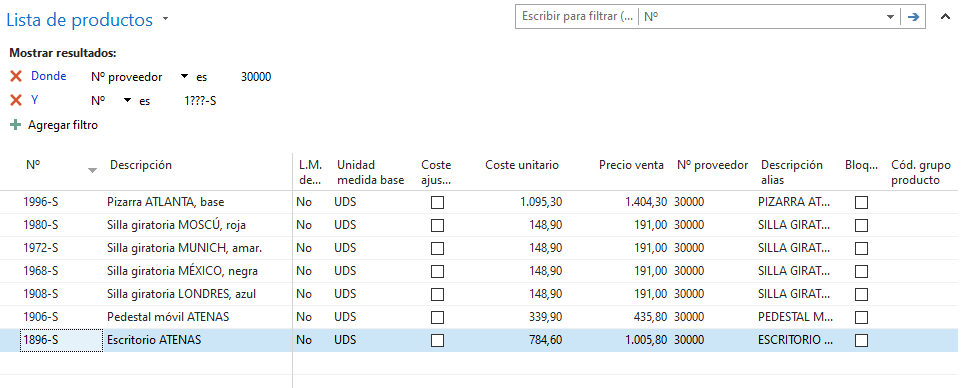 Lista de productos
Escribir para filtrar (... Nº
Mostrar resultados:
Donde Nº proveedor es 30000
Y Nº es 1???-S
Agregar filtro
Nº Descripción L.M. de... Unidad medida base Coste ajus... Coste unitario Precio venta Nº proveedor Descripción alias Bloq... Cód. grupo producto
1996-S Pizarra ATLANTA, base No UDS 1.095,30 1.404,30 30000 PIZARRA AT...
1980-S Silla giratoria MOSCÚ, roja No UDS 148,90 191,00 30000 SILLA GIRAT...
1972-S Silla giratoria MUNICH, amar. No UDS 148,90 191,00 30000 SILLA GIRAT...
1968-S Silla giratoria MÉXICO, negra No UDS 148,90 191,00 30000 SILLA GIRAT...
1908-S Silla giratoria LONDRES, azul No UDS 148,90 191,00 30000 SILLA GIRAT...
1906-S Pedestal móvil ATENAS No UDS 339,90 435,80 30000 PEDESTAL M...
1896-S Escritorio ATENAS No UDS 784,60 1.005,80 30000 ESCRITORIO ...